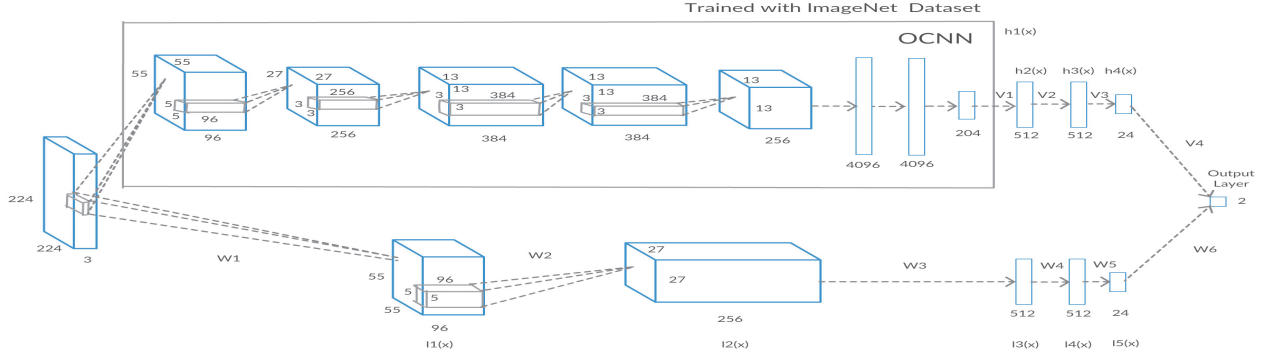 Trained with ImageNet Dataset
OCNN
h1(x)
55
55
5
5
96
96
27
27
256
3
3
256
13
13
384
3
3
384
13
13
384
3
3
384
13
13
256
4096
4096
204
V1
h2(x)
512
V2
h3(x)
512
V3
h4(x)
24
V4
224
224
3
Output
Layer
2
W1
55
55
96
5
5
96
l1(x)
W2
27
27
256
l2(x)
W3
512
l3(x)
W4
512
l4(x)
W5
24
l5(x)
W6